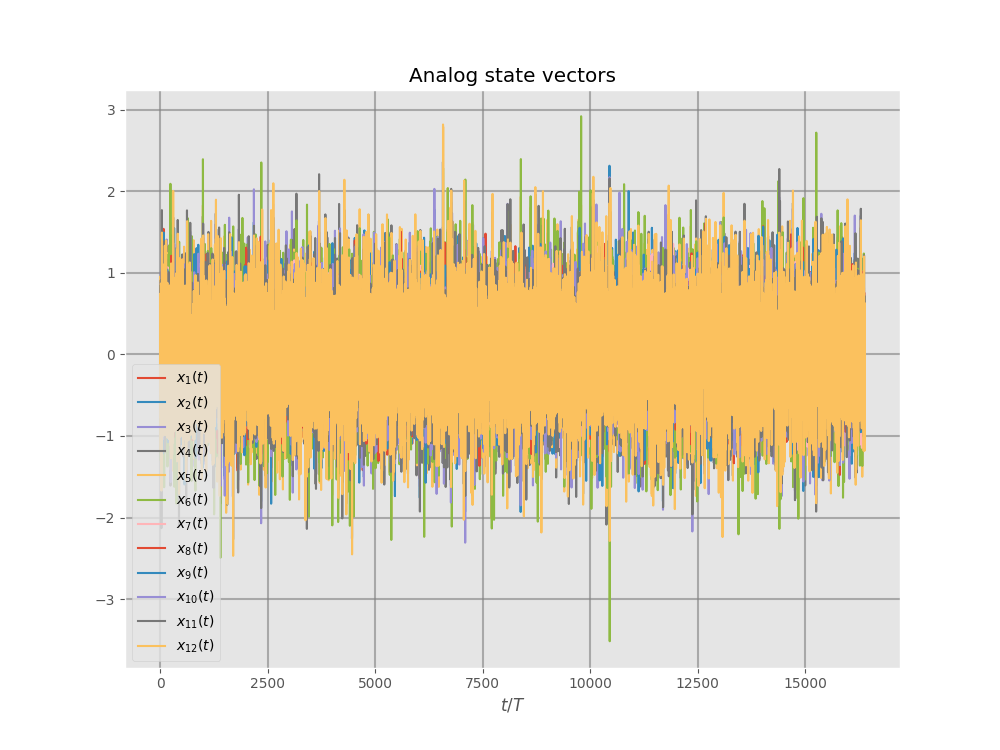 Analog state vectors
3
2
1
0
−1
−2
−3
x₁(t)
x₂(t)
x₃(t)
x₄(t)
x₅(t)
x₆(t)
x₇(t)
x₈(t)
x₉(t)
x₁₀(t)
x₁₁(t)
x₁₂(t)
0 2500 5000 7500 10000 12500 15000
t/T